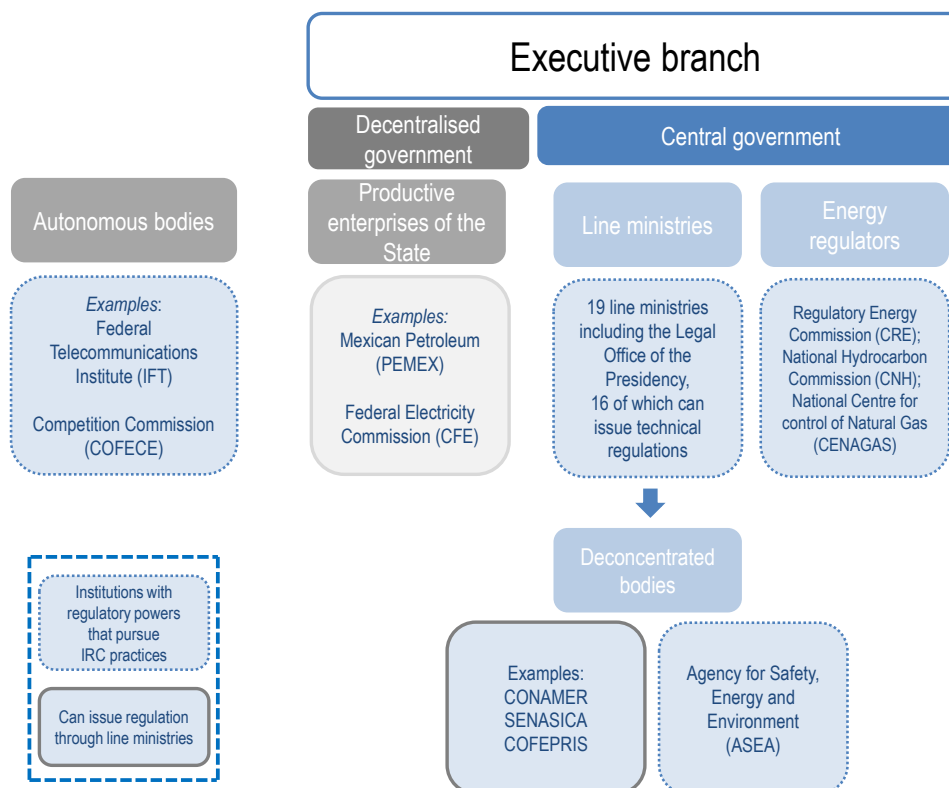 Executive branch
Decentralised
government
Central government
Autonomous bodies
Productive
enterprises of the
State
Line ministries
Energy
regulators
Examples:
Federal
Telecommunications
Institute (IFT)
Competition Commission
(COFECE)
Examples:
Mexican Petroleum
(PEMEX)
Federal Electricity
Commission (CFE)
19 line ministries
including the Legal
Office of the
Presidency,
16 of which can
issue technical
regulations
Regulatory Energy
Commission (CRE);
National Hydrocarbon
Commission (CNH);
National Centre for
control of Natural Gas
(CENAGAS)
Deconcentrated
bodies
Institutions with
regulatory powers
that pursue
IRC practices
Can issue regulation
through line ministries
Examples:
CONAMER
SENASICA
COFEPRIS
Agency for Safety,
Energy and
Environment
(ASEA)